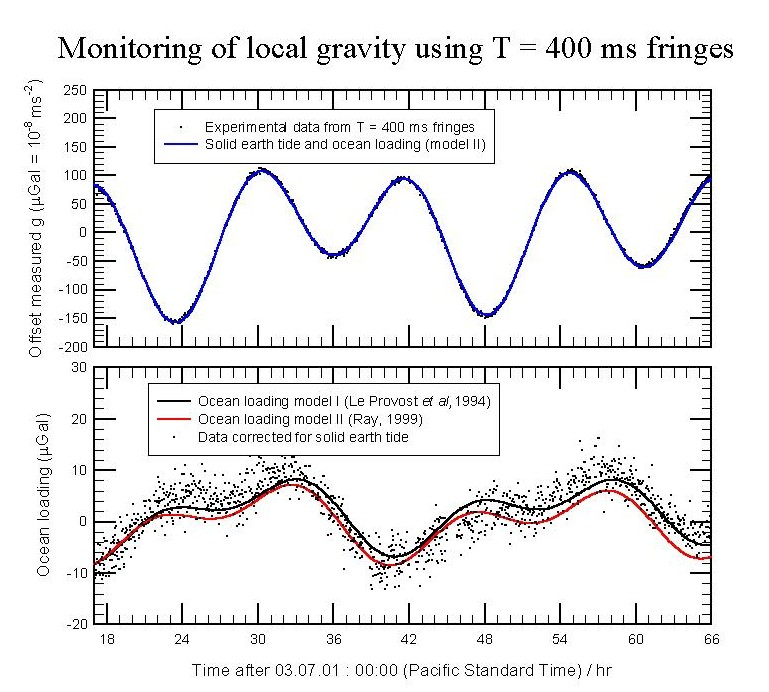 Monitoring of local gravity using T = 400 ms fringes
Offset measured g (µGal = 10⁻⁸ ms⁻²)
250
200
150
100
50
0
-50
-100
-150
-200
Experimental data from T = 400 ms fringes
Solid earth tide and ocean loading (model II)
Ocean loading (µGal)
30
20
10
0
-10
-20
Ocean loading model I (Le Provost et al, 1994)
Ocean loading model II (Ray, 1999)
Data corrected for solid earth tide
18 24 30 36 42 48 54 60 66
Time after 03.07.01 : 00:00 (Pacific Standard Time) / hr